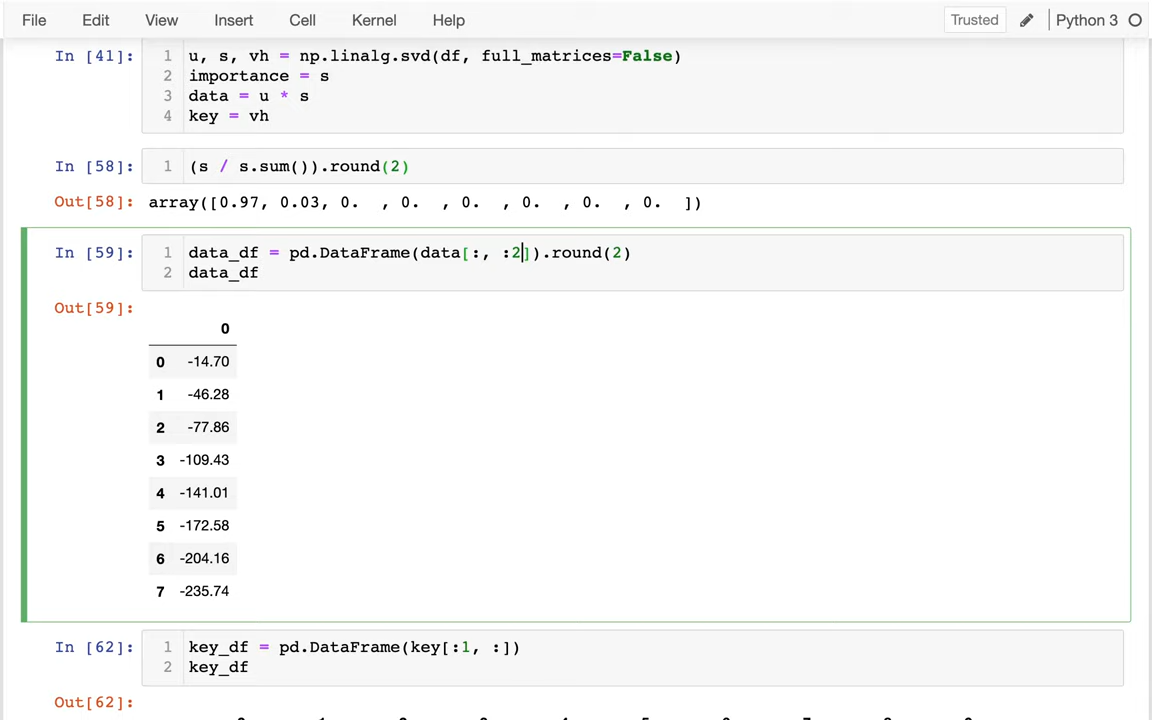 File Edit View Insert Cell Kernel Help Trusted Python 3
In [41]: 1 u, s, vh = np.linalg.svd(df, full_matrices=False)
2 importance = s
3 data = u * s
4 key = vh
In [58]: 1 (s / s.sum()).round(2)
Out[58]: array([0.97, 0.03, 0. , 0. , 0. , 0. , 0. , 0. ])
In [59]: 1 data_df = pd.DataFrame(data[:, :2]).round(2)
2 data_df
Out[59]:
0
0 -14.70
1 -46.28
2 -77.86
3 -109.43
4 -141.01
5 -172.58
6 -204.16
7 -235.74
In [62]: 1 key_df = pd.DataFrame(key[:1, :])
2 key_df
Out[62]: